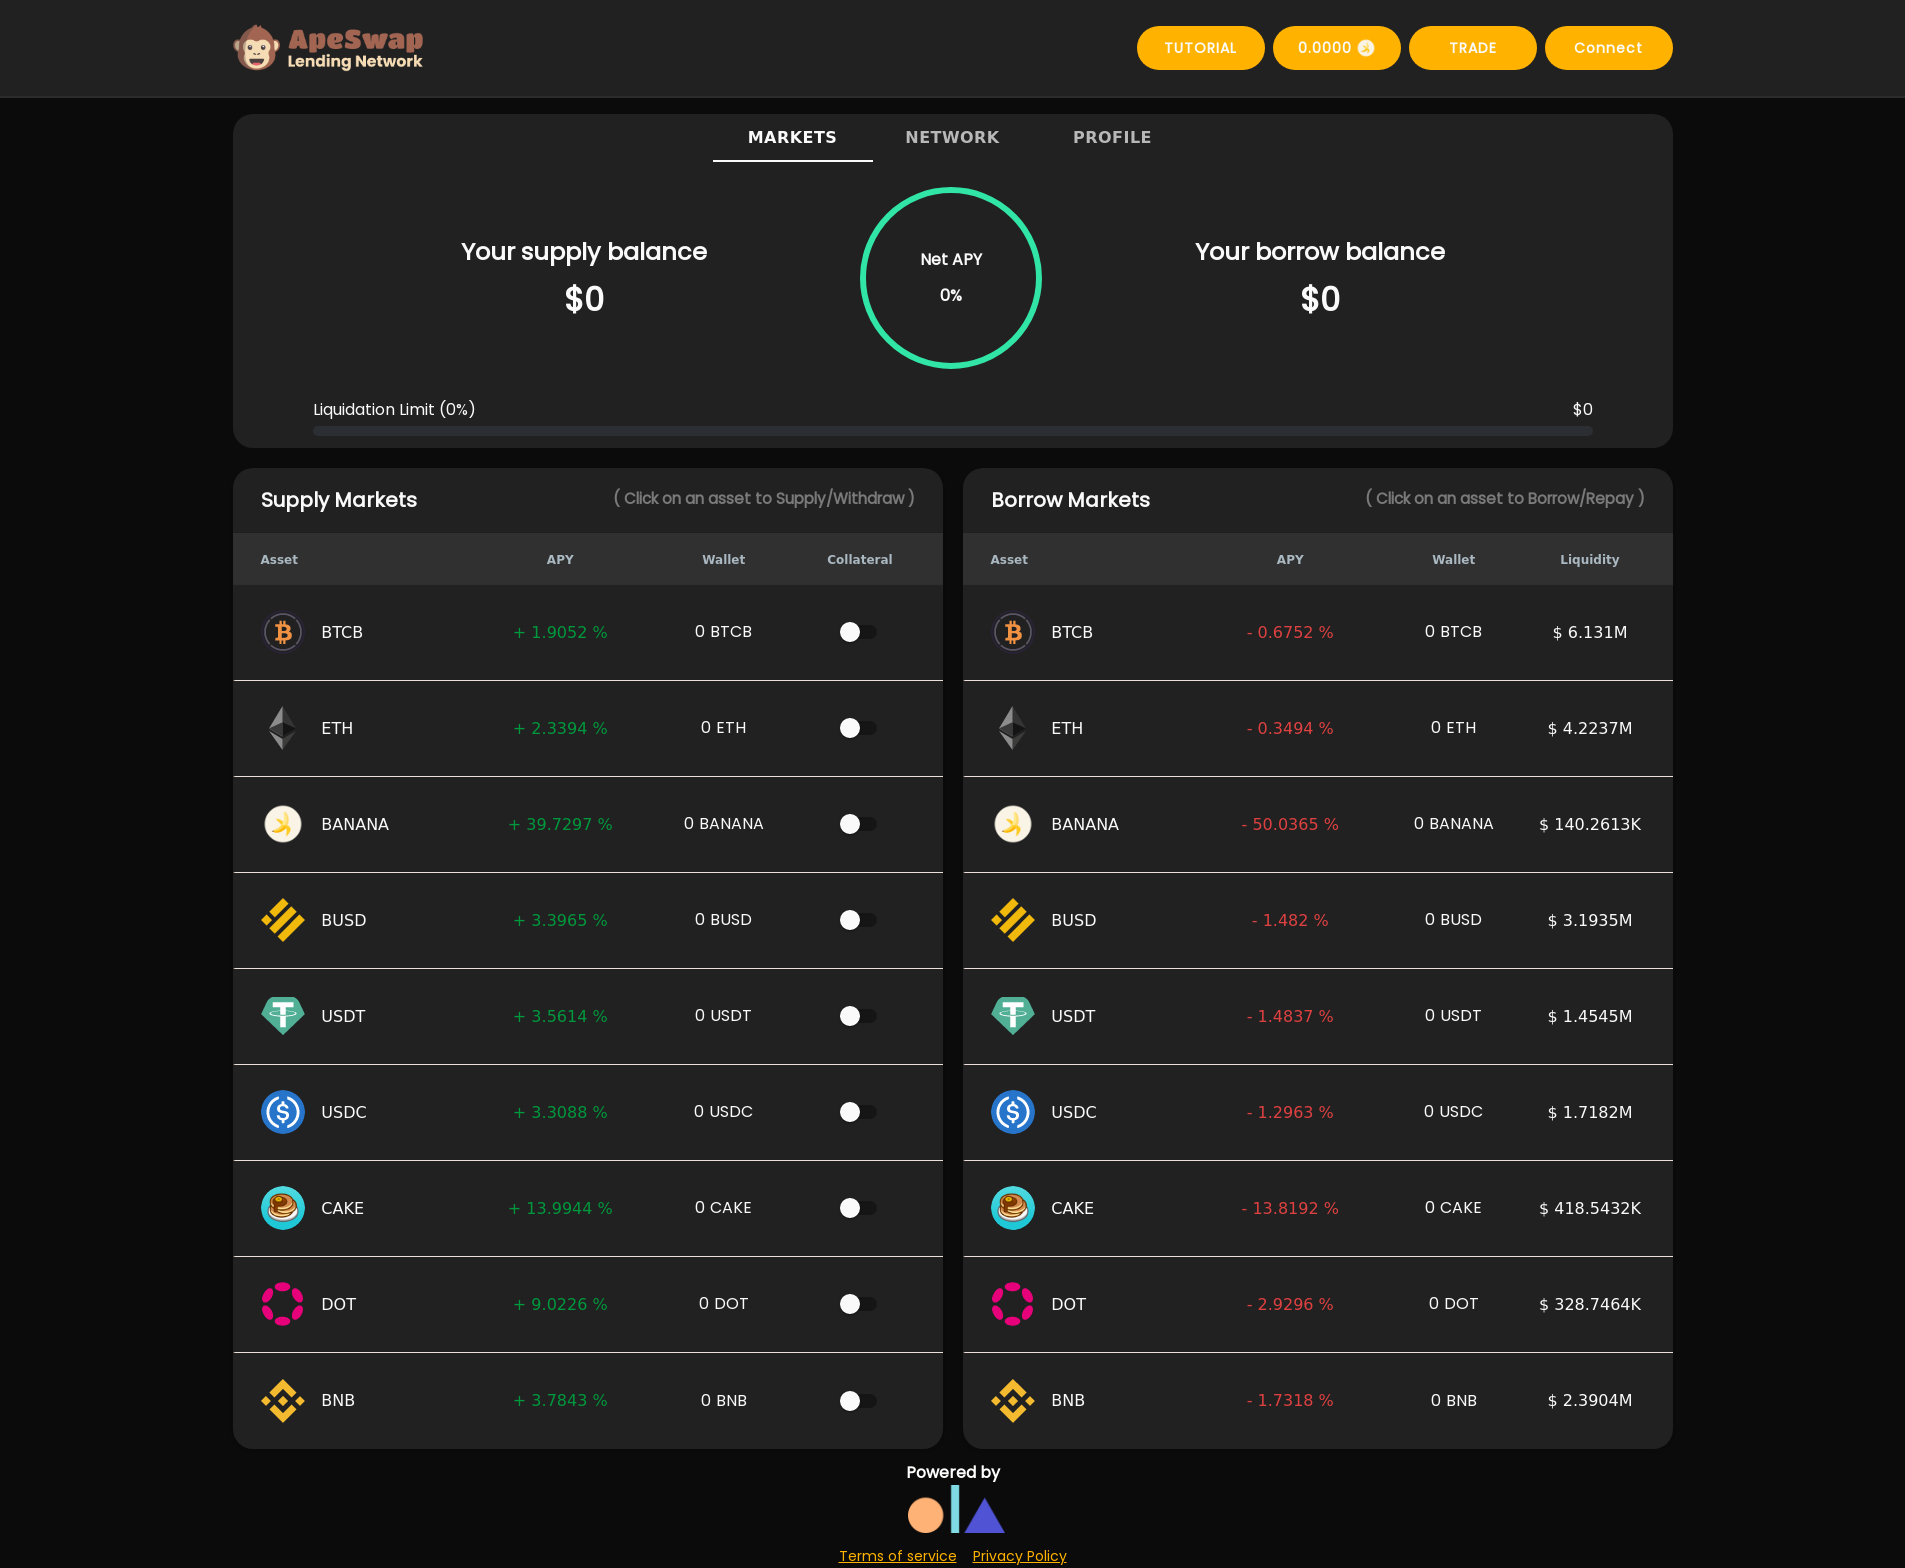 ApeSwap
Lending Network
TUTORIAL
0.0000
TRADE
Connect
MARKETS
NETWORK
PROFILE
Your supply balance
$0
Net APY
0%
Your borrow balance
$0
Liquidation Limit (0%)
$0
Supply Markets
( Click on an asset to Supply/Withdraw )
Asset APY Wallet Collateral
BTCB + 1.9052 % 0 BTCB
ETH + 2.3394 % 0 ETH
BANANA + 39.7297 % 0 BANANA
BUSD + 3.3965 % 0 BUSD
USDT + 3.5614 % 0 USDT
USDC + 3.3088 % 0 USDC
CAKE + 13.9944 % 0 CAKE
DOT + 9.0226 % 0 DOT
BNB + 3.7843 % 0 BNB
Borrow Markets
( Click on an asset to Borrow/Repay )
Asset APY Wallet Liquidity
BTCB - 0.6752 % 0 BTCB $ 6.131M
ETH - 0.3494 % 0 ETH $ 4.2237M
BANANA - 50.0365 % 0 BANANA $ 140.2613K
BUSD - 1.482 % 0 BUSD $ 3.1935M
USDT - 1.4837 % 0 USDT $ 1.4545M
USDC - 1.2963 % 0 USDC $ 1.7182M
CAKE - 13.8192 % 0 CAKE $ 418.5432K
DOT - 2.9296 % 0 DOT $ 328.7464K
BNB - 1.7318 % 0 BNB $ 2.3904M
Powered by
Terms of service
Privacy Policy